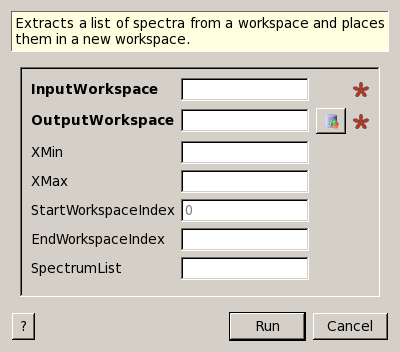 Extracts a list of spectra from a workspace and places
them in a new workspace.
InputWorkspace
OutputWorkspace
XMin
XMax
StartWorkspaceIndex 0
EndWorkspaceIndex
SpectrumList
? Run Cancel